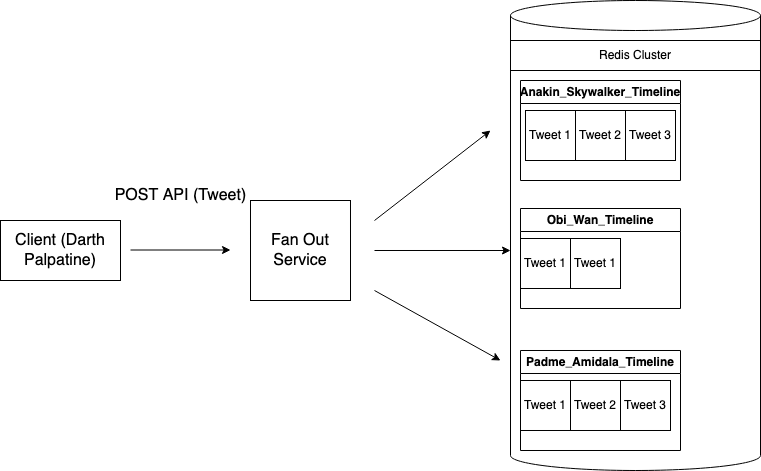 Redis Cluster
Anakin_Skywalker_Timeline
Tweet 1 Tweet 2 Tweet 3
POST API (Tweet)
Client (Darth
Palpatine)
Fan Out
Service
Obi_Wan_Timeline
Tweet 1 Tweet 1
Padme_Amidala_Timeline
Tweet 1 Tweet 2 Tweet 3